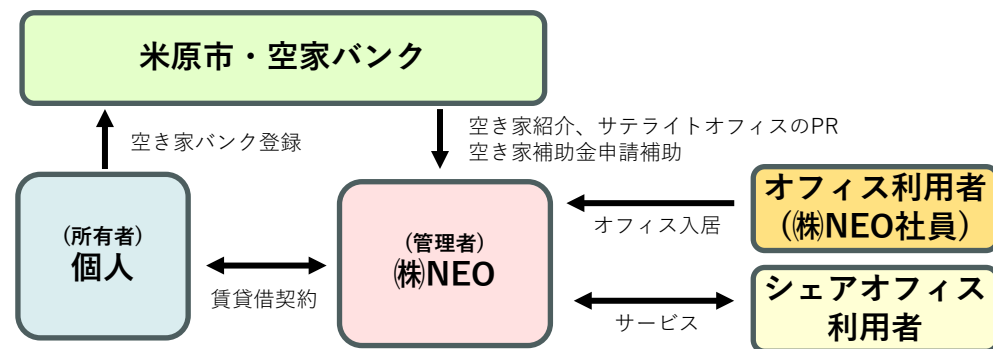 米原市・空家バンク
空き家バンク登録
空き家紹介、サテライトオフィスのPR
空き家補助金申請補助
(所有者)
個人
賃貸借契約
(管理者)
㈱NEO
オフィス入居
オフィス利用者
(㈱NEO社員)
サービス
シェアオフィス
利用者